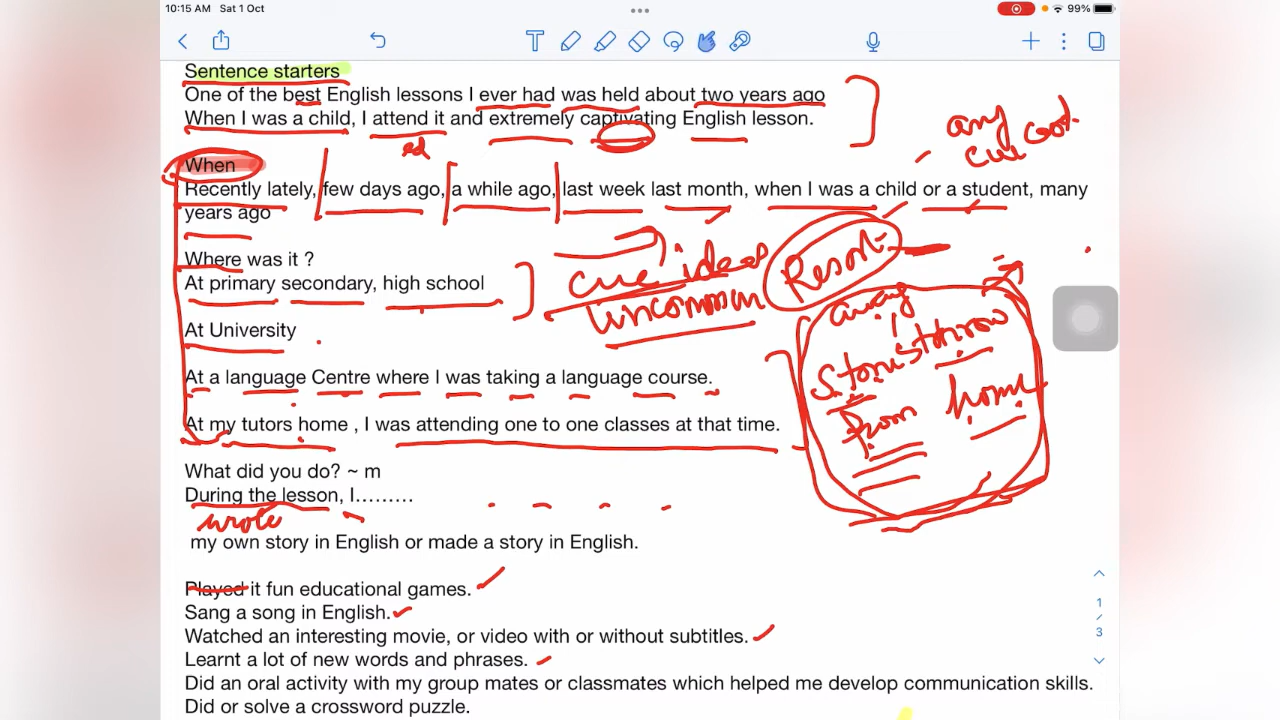 10:15 AM Sat 1 Oct
99%
Sentence starters
One of the best English lessons I ever had was held about two years ago
When I was a child, I attend it and extremely captivating English lesson.
ed
any
cue card
When
Recently lately, few days ago, a while ago, last week last month, when I was a child or a student, many
years ago
Where was it ?
At primary secondary, high school
cue ideas
uncommon
Resort
At University
away
stonesthrow
from home
At a language Centre where I was taking a language course.
At my tutors home , I was attending one to one classes at that time.
What did you do? ~ m
During the lesson, I.........
wrote
my own story in English or made a story in English.
Played it fun educational games.
Sang a song in English.
Watched an interesting movie, or video with or without subtitles.
Learnt a lot of new words and phrases.
Did an oral activity with my group mates or classmates which helped me develop communication skills.
Did or solve a crossword puzzle.
1
/
3